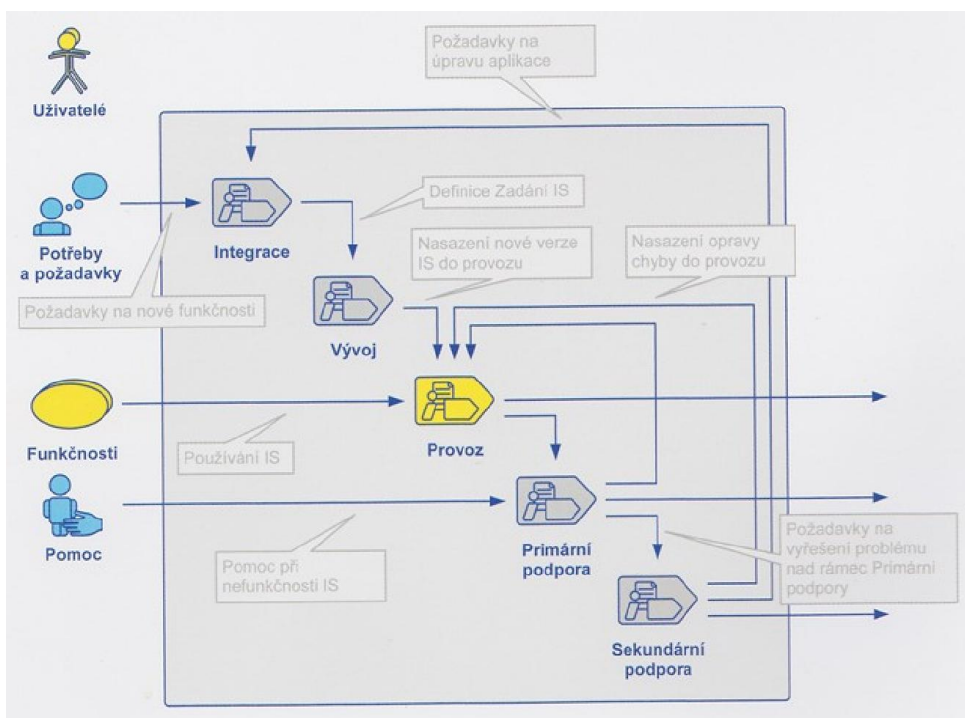 Požadavky na
úpravu aplikace
Uživatelé
Definice Zadání IS
Potřeby
a požadavky
Integrace
Nasazení nové verze
IS do provozu
Nasazení opravy
chyby do provozu
Požadavky na nové funkčnosti
Vývoj
Funkčnosti
Používání IS
Provoz
Pomoc
Pomoc při
nefunkčnosti IS
Primární
podpora
Požadavky na
vyřešení problému
nad rámec Primární
podpory
Sekundární
podpora